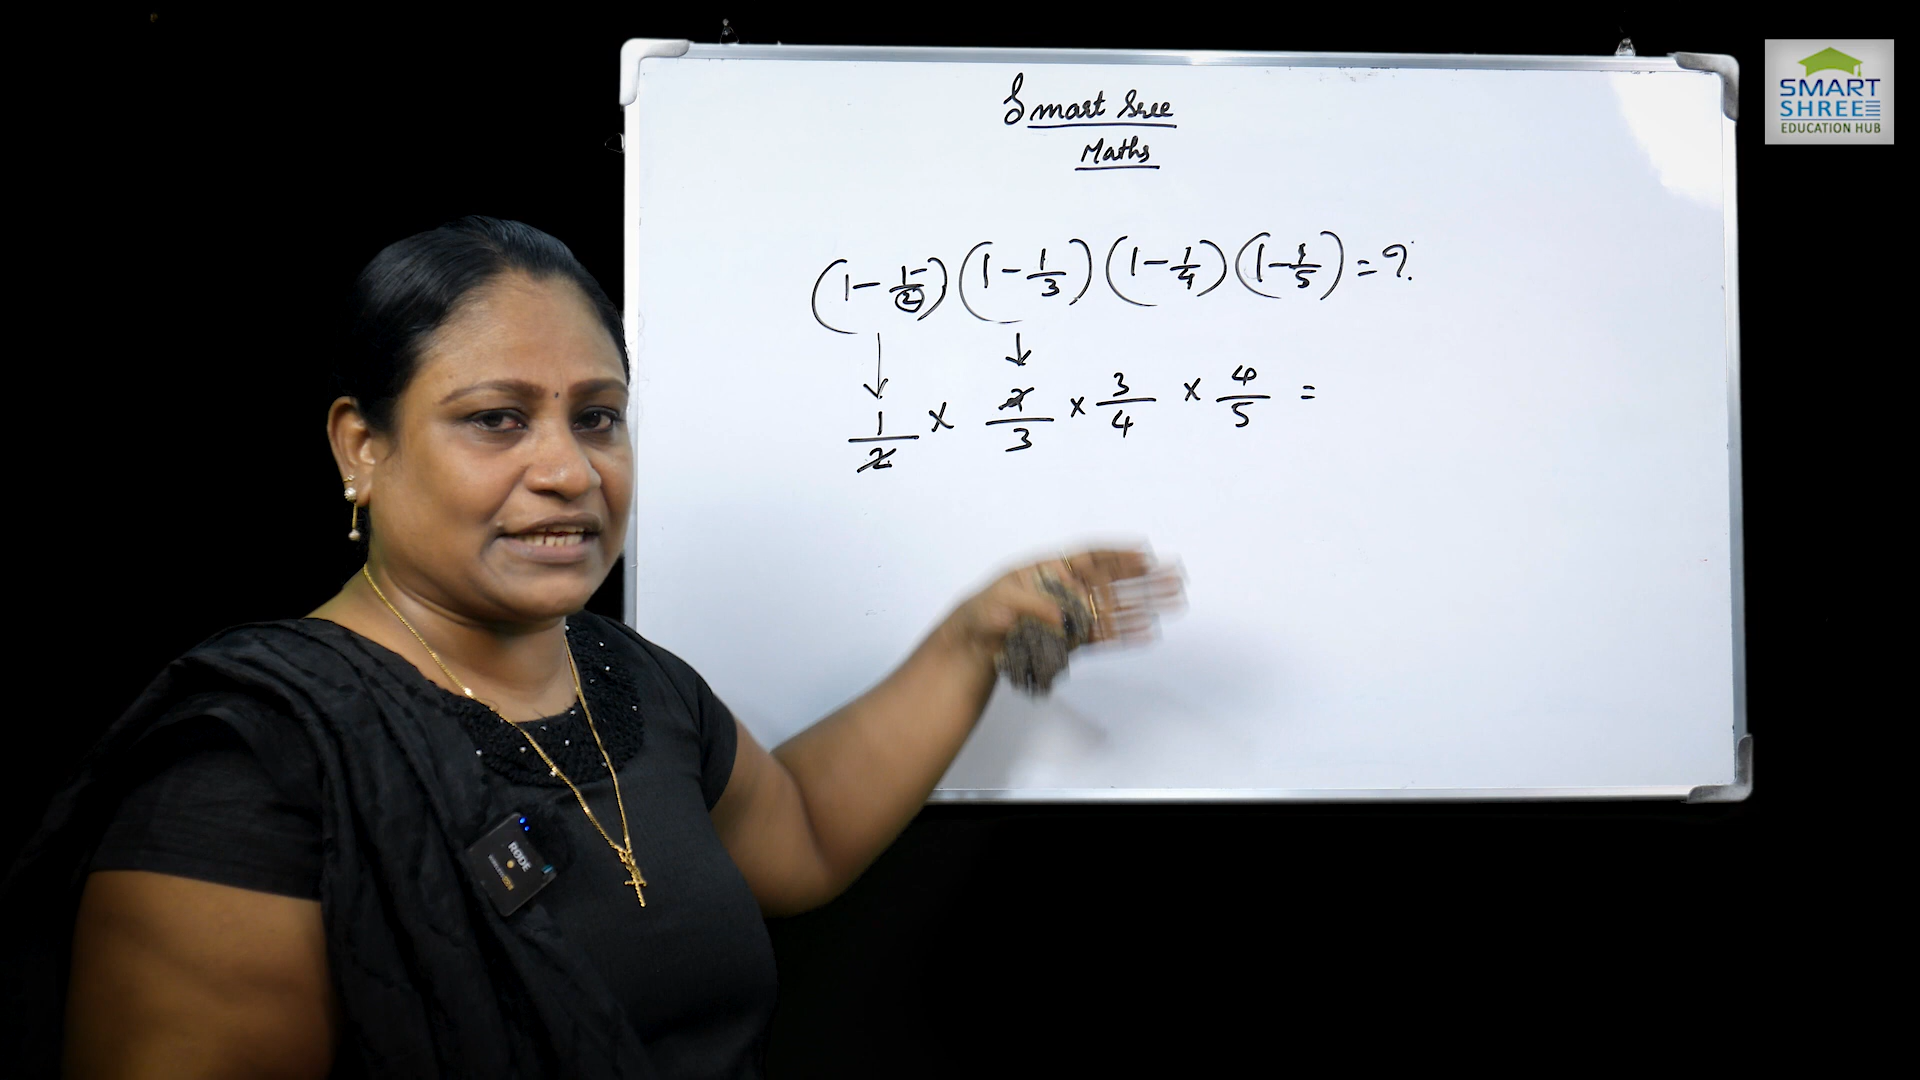 Smart Sree
Maths
(1 - 1/2) (1 - 1/3) (1 - 1/4) (1 - 1/5) = ?
1/2 × 2/3 × 3/4 × 4/5 =
SMART
SHREE
EDUCATION HUB
RØDE